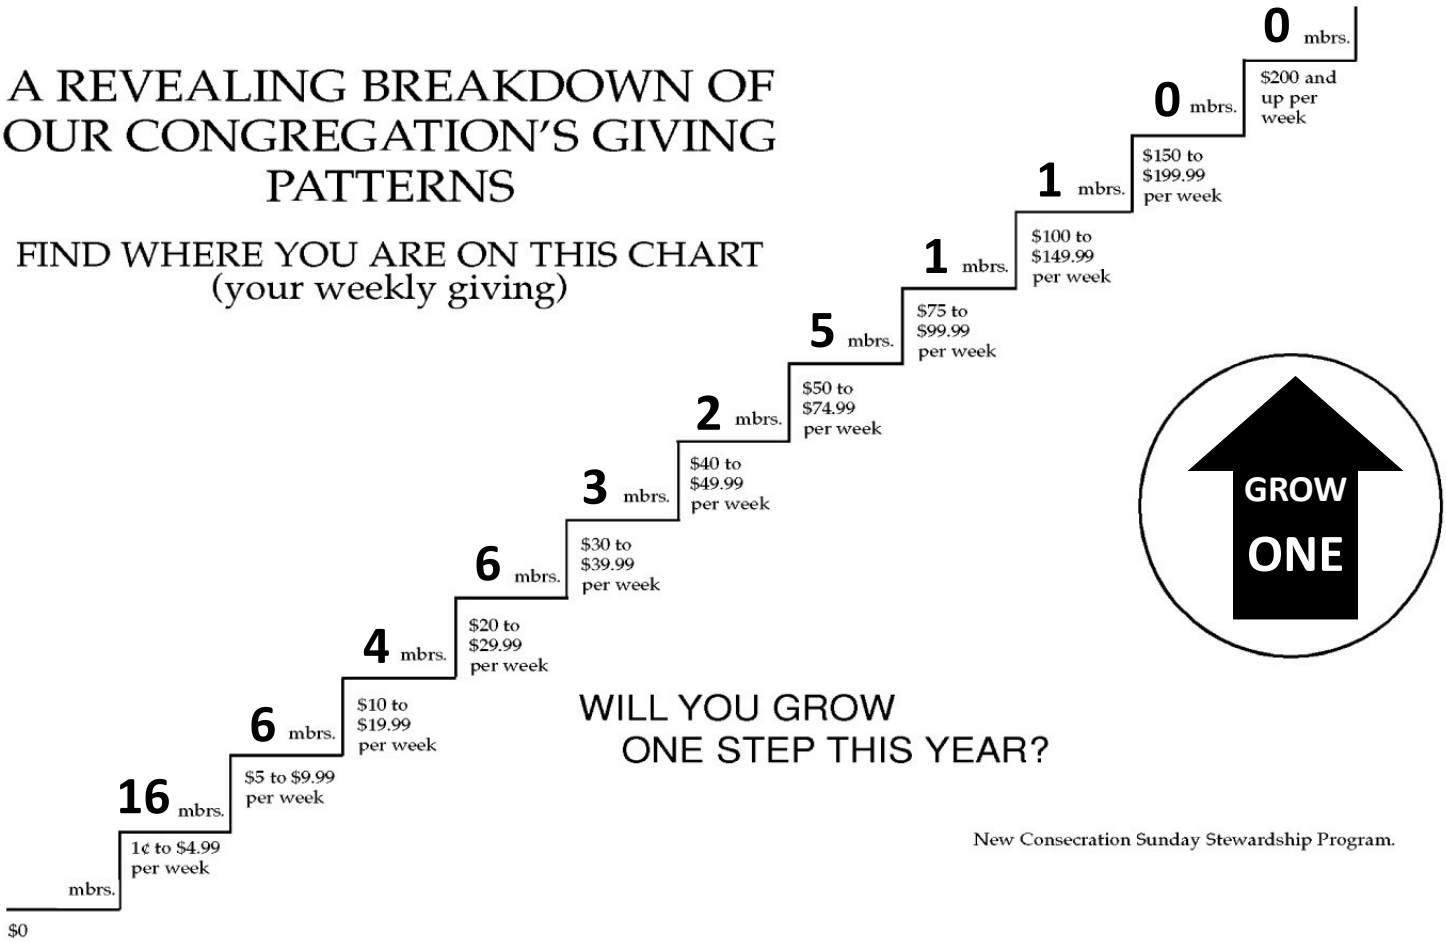 A REVEALING BREAKDOWN OF
OUR CONGREGATION'S GIVING
PATTERNS
FIND WHERE YOU ARE ON THIS CHART
(your weekly giving)
0 mbrs.
$200 and
up per
week
0 mbrs.
$150 to
$199.99
per week
1 mbrs.
$100 to
$149.99
per week
1 mbrs.
$75 to
$99.99
per week
5 mbrs.
$50 to
$74.99
per week
2 mbrs.
$40 to
$49.99
per week
3 mbrs.
$30 to
$39.99
per week
6 mbrs.
$20 to
$29.99
per week
4 mbrs.
$10 to
$19.99
per week
6 mbrs.
$5 to $9.99
per week
16 mbrs.
1¢ to $4.99
per week
mbrs.
$0
GROW
ONE
WILL YOU GROW
ONE STEP THIS YEAR?
New Consecration Sunday Stewardship Program.